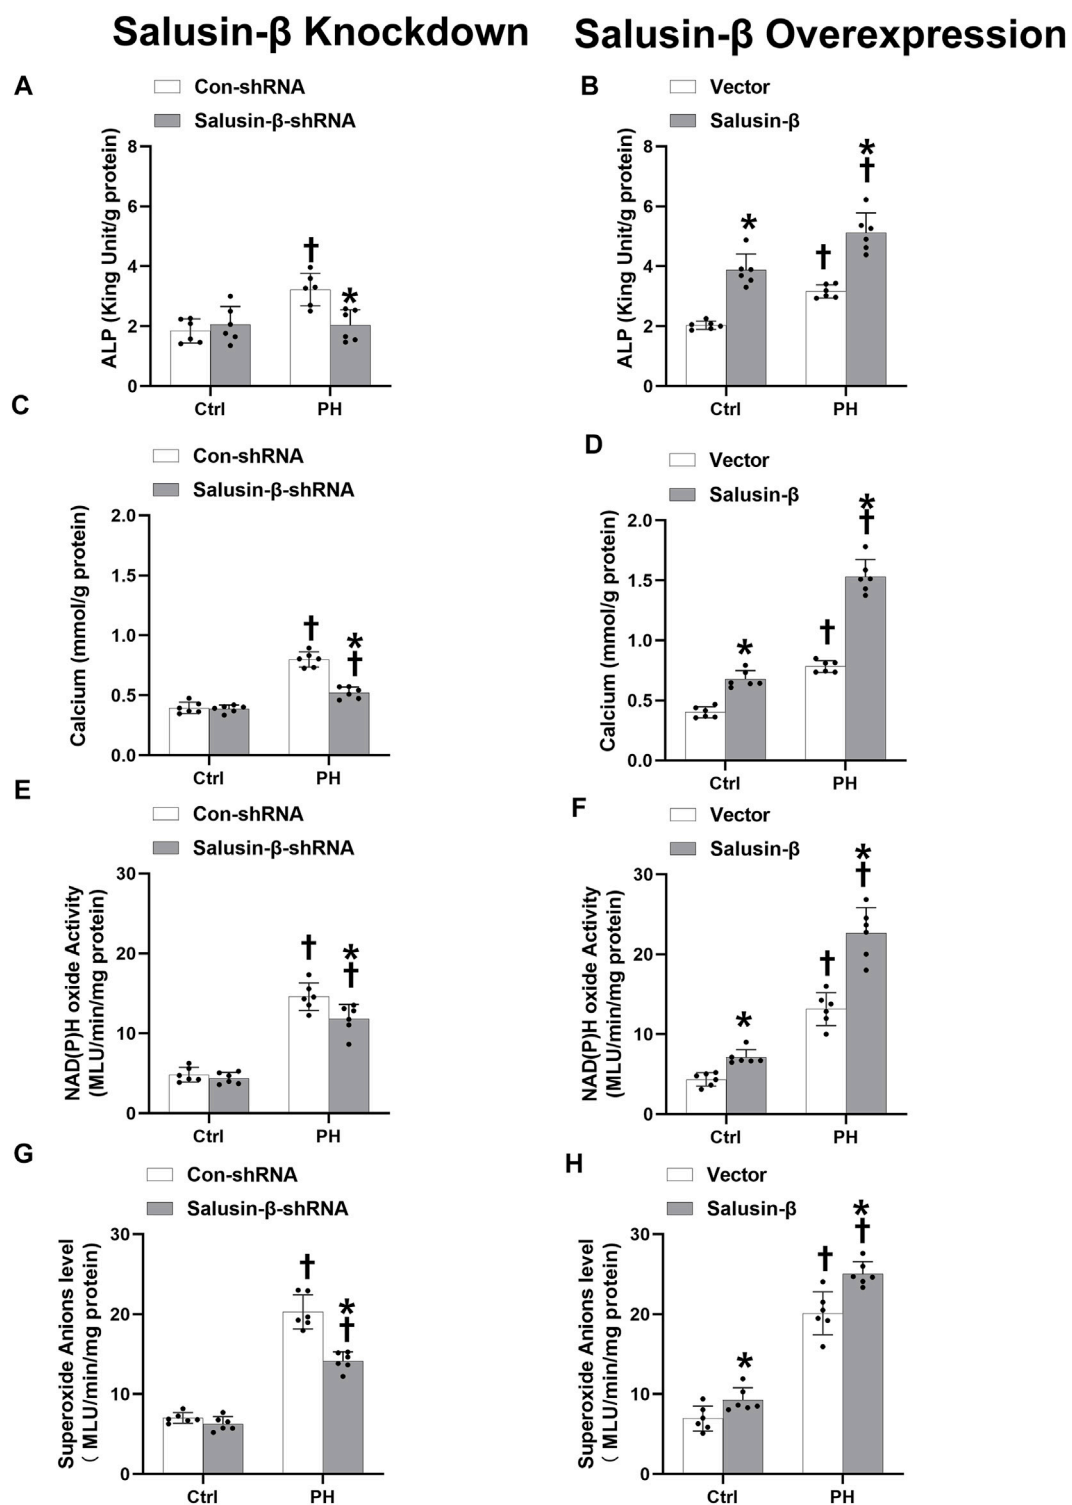 Salusin-β Knockdown
Salusin-β Overexpression
A
Con-shRNA
Salusin-β-shRNA
ALP (King Unit/g protein)
8
6
4
2
0
†
*
Ctrl
PH
B
Vector
Salusin-β
ALP (King Unit/g protein)
8
6
4
2
0
*
†
*
†
Ctrl
PH
C
Con-shRNA
Salusin-β-shRNA
Calcium (mmol/g protein)
2.0
1.5
1.0
0.5
0.0
†
*
†
Ctrl
PH
D
Vector
Salusin-β
Calcium (mmol/g protein)
2.0
1.5
1.0
0.5
0.0
*
†
*
†
Ctrl
PH
E
Con-shRNA
Salusin-β-shRNA
NAD(P)H oxide Activity
(MLU/min/mg protein)
30
20
10
0
†
*
†
Ctrl
PH
F
Vector
Salusin-β
NAD(P)H oxide Activity
(MLU/min/mg protein)
30
20
10
0
*
†
*
†
Ctrl
PH
G
Con-shRNA
Salusin-β-shRNA
Superoxide Anions level
（ MLU/min/mg protein)
30
20
10
0
†
*
†
Ctrl
PH
H
Vector
Salusin-β
Superoxide Anions level
（ MLU/min/mg protein)
30
20
10
0
*
†
*
†
Ctrl
PH